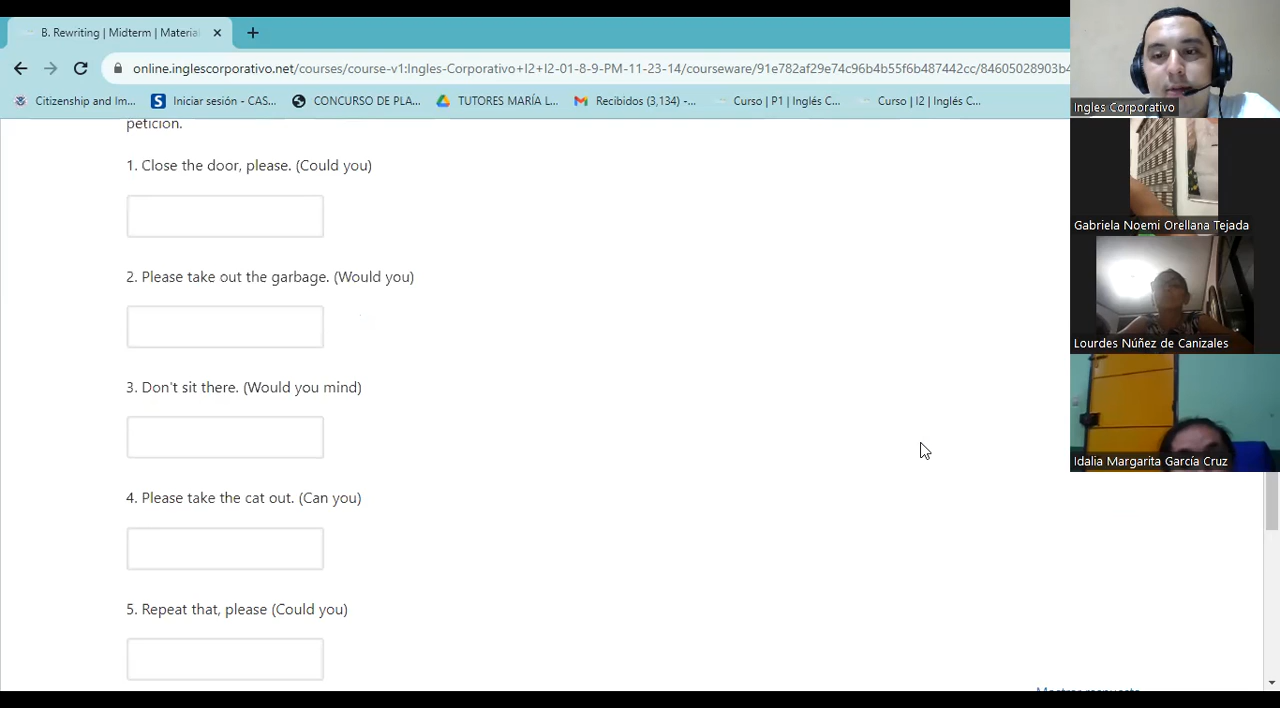 B. Rewriting | Midterm | Materia
online.inglescorporativo.net/courses/course-v1:Ingles-Corporativo+I2+I2-01-8-9-PM-11-23-14/courseware/91e782af29e74c96b4b55f6b487442cc/84605028903b4
Citizenship and Im... Iniciar sesión - CAS... CONCURSO DE PLA... TUTORES MARÍA L... Recibidos (3,134) -... Curso | P1 | Inglés C... Curso | I2 | Inglés C...
petición.
1. Close the door, please. (Could you)
2. Please take out the garbage. (Would you)
3. Don't sit there. (Would you mind)
4. Please take the cat out. (Can you)
5. Repeat that, please (Could you)
Mostrar respuesta
Ingles Corporativo
Gabriela Noemi Orellana Tejada
Lourdes Núñez de Canizales
Idalia Margarita García Cruz